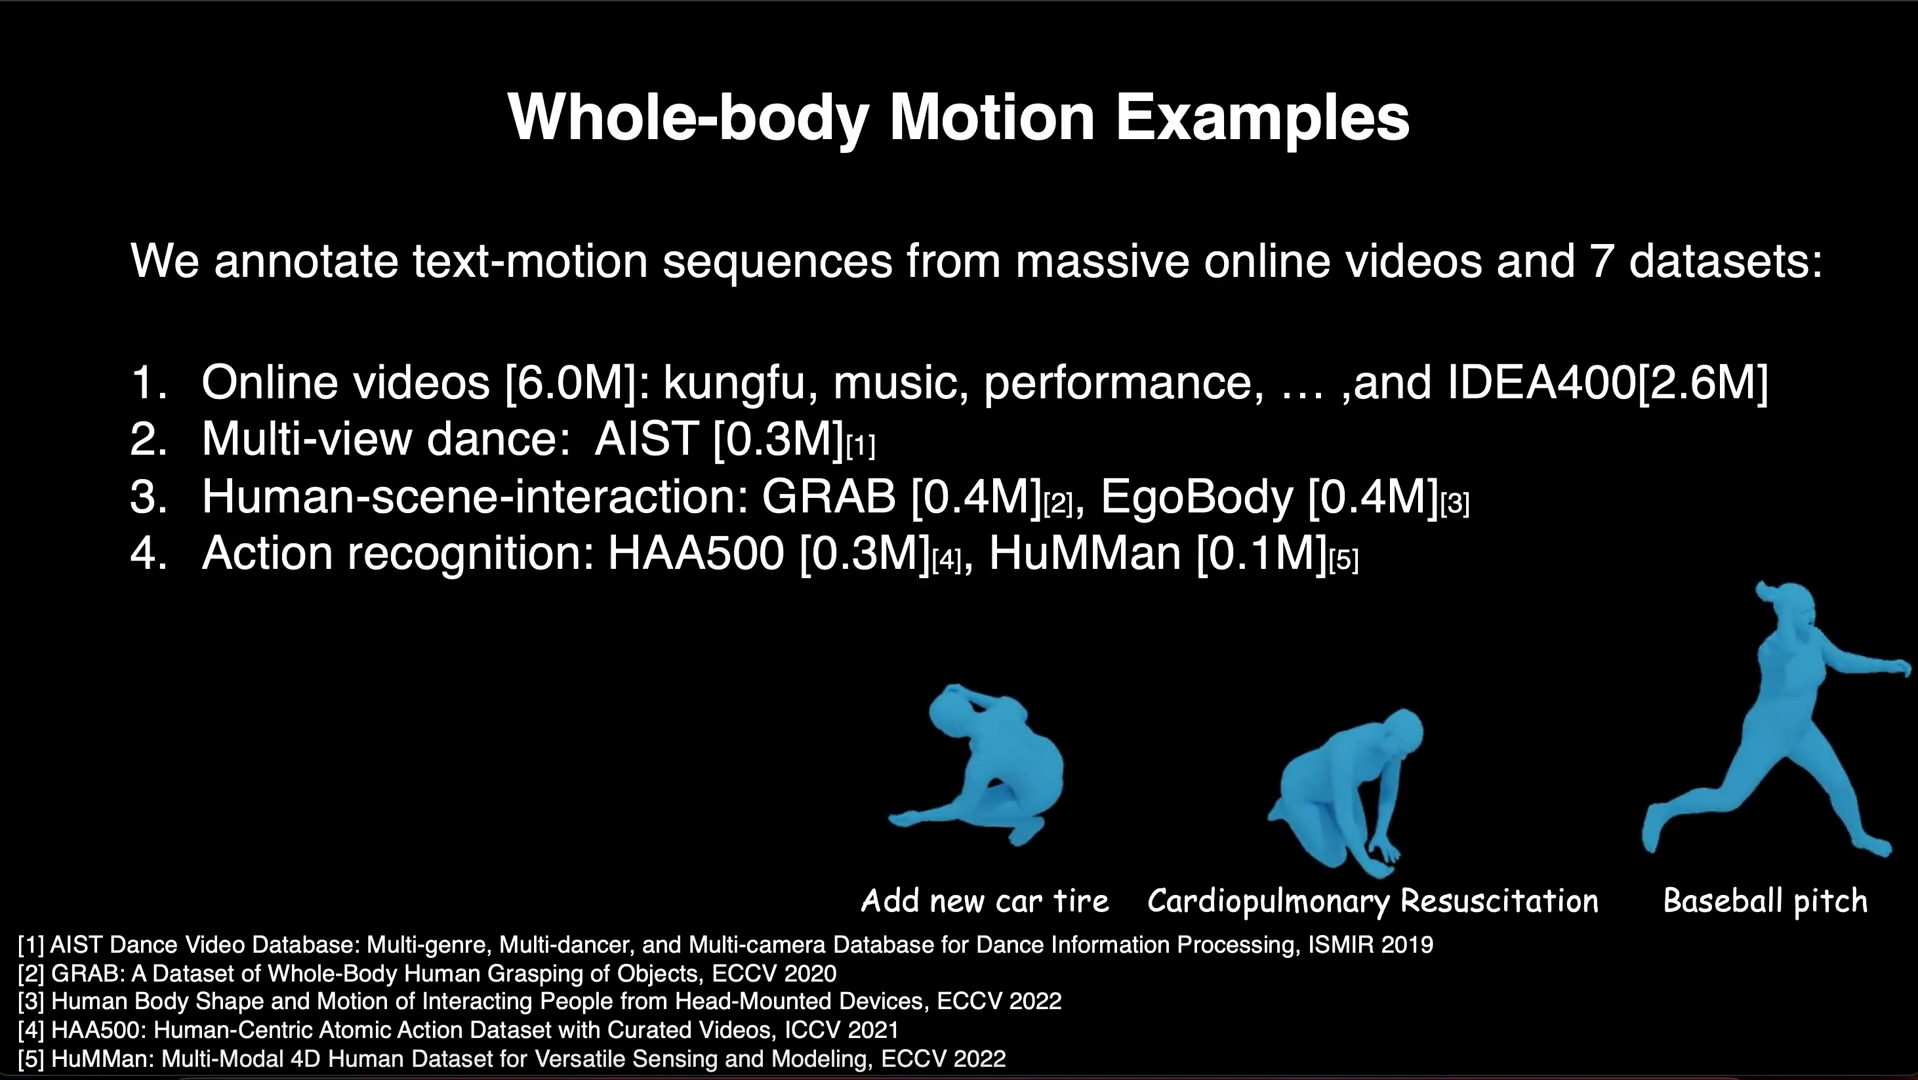 Whole-body Motion Examples
We annotate text-motion sequences from massive online videos and 7 datasets:
1. Online videos [6.0M]: kungfu, music, performance, … ,and IDEA400[2.6M]
2. Multi-view dance: AIST [0.3M][1]
3. Human-scene-interaction: GRAB [0.4M][2], EgoBody [0.4M][3]
4. Action recognition: HAA500 [0.3M][4], HuMMan [0.1M][5]
Add new car tire
Cardiopulmonary Resuscitation
Baseball pitch
[1] AIST Dance Video Database: Multi-genre, Multi-dancer, and Multi-camera Database for Dance Information Processing, ISMIR 2019
[2] GRAB: A Dataset of Whole-Body Human Grasping of Objects, ECCV 2020
[3] Human Body Shape and Motion of Interacting People from Head-Mounted Devices, ECCV 2022
[4] HAA500: Human-Centric Atomic Action Dataset with Curated Videos, ICCV 2021
[5] HuMMan: Multi-Modal 4D Human Dataset for Versatile Sensing and Modeling, ECCV 2022